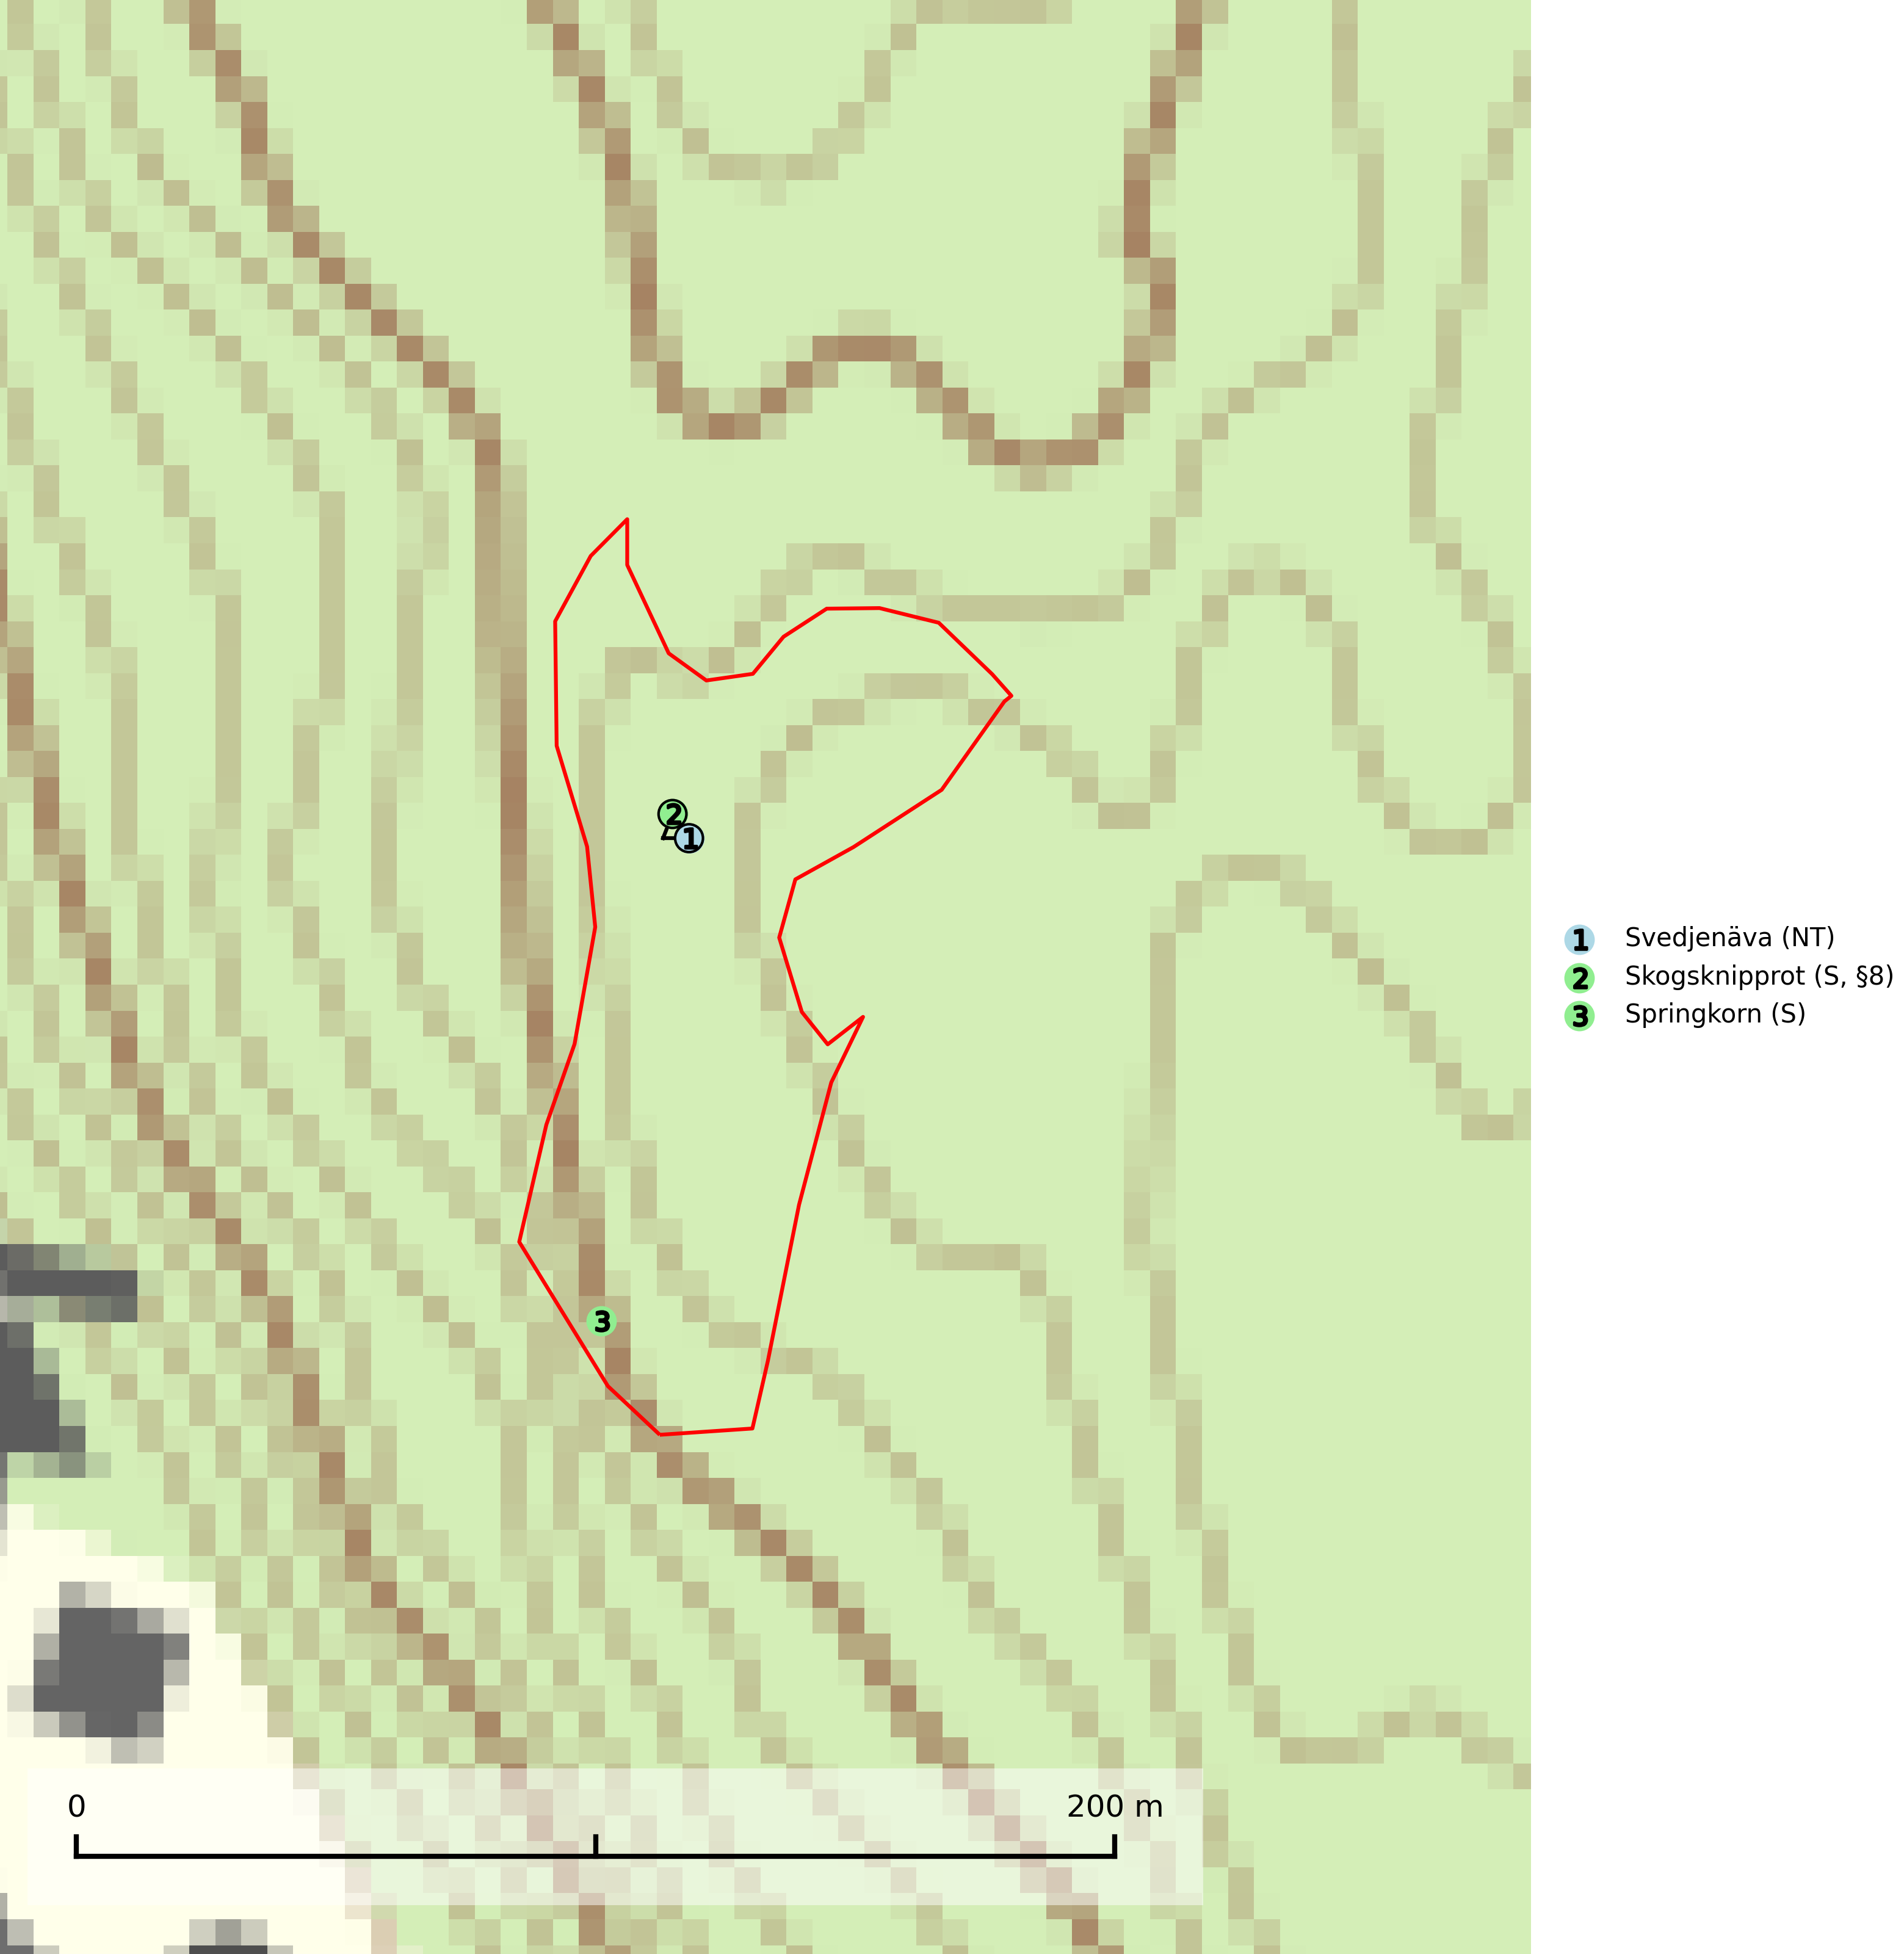 2
1
3
1 Svedjenäva (NT)
2 Skogsknipprot (S, §8)
3 Springkorn (S)
0 200 m